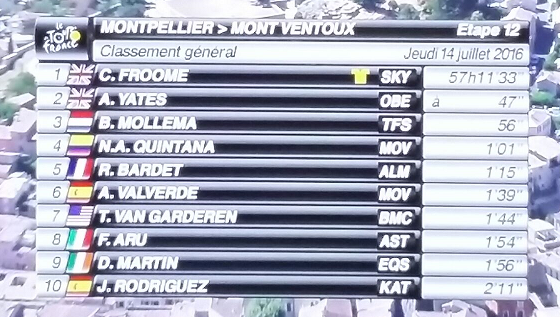 le TOUR de France
MONTPELLIER > MONT VENTOUX Etape 12
Classement général Jeudi 14 juillet 2016
1 C. FROOME SKY 57h11'33"
2 A. YATES OBE à 47"
3 B. MOLLEMA TFS 56"
4 N.A. QUINTANA MOV 1'01"
5 R. BARDET ALM 1'15"
6 A. VALVERDE MOV 1'39"
7 T. VAN GARDEREN BMC 1'44"
8 F. ARU AST 1'54"
9 D. MARTIN EQS 1'56"
10 J. RODRIGUEZ KAT 2'11"